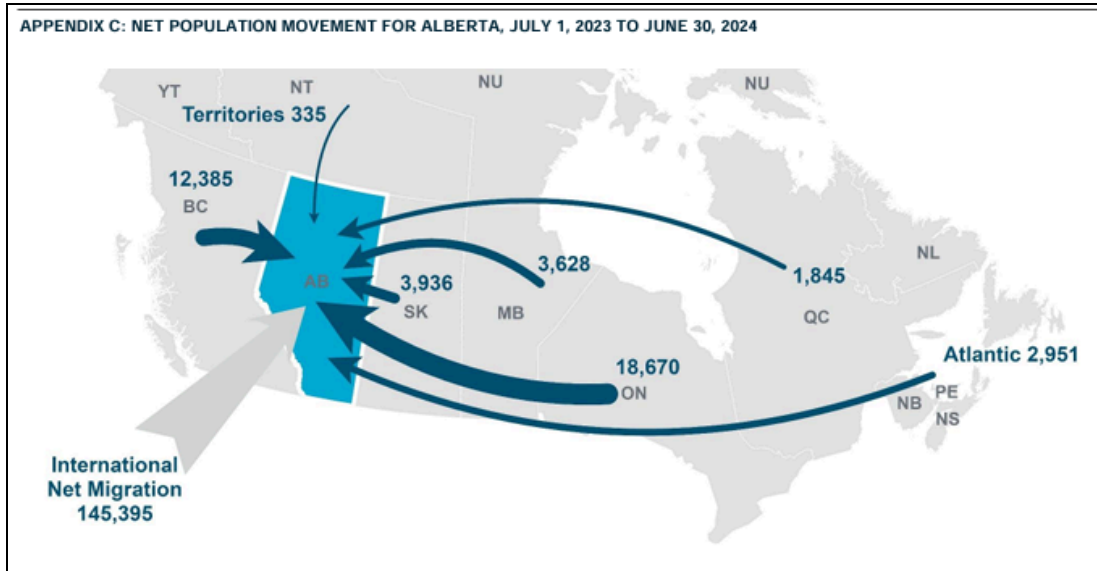 APPENDIX C: NET POPULATION MOVEMENT FOR ALBERTA, JULY 1, 2023 TO JUNE 30, 2024
YT
NT
NU
NU
Territories 335
12,385
BC
AB
3,936
SK
3,628
MB
1,845
QC
NL
18,670
ON
Atlantic 2,951
NB
PE
NS
International
Net Migration
145,395